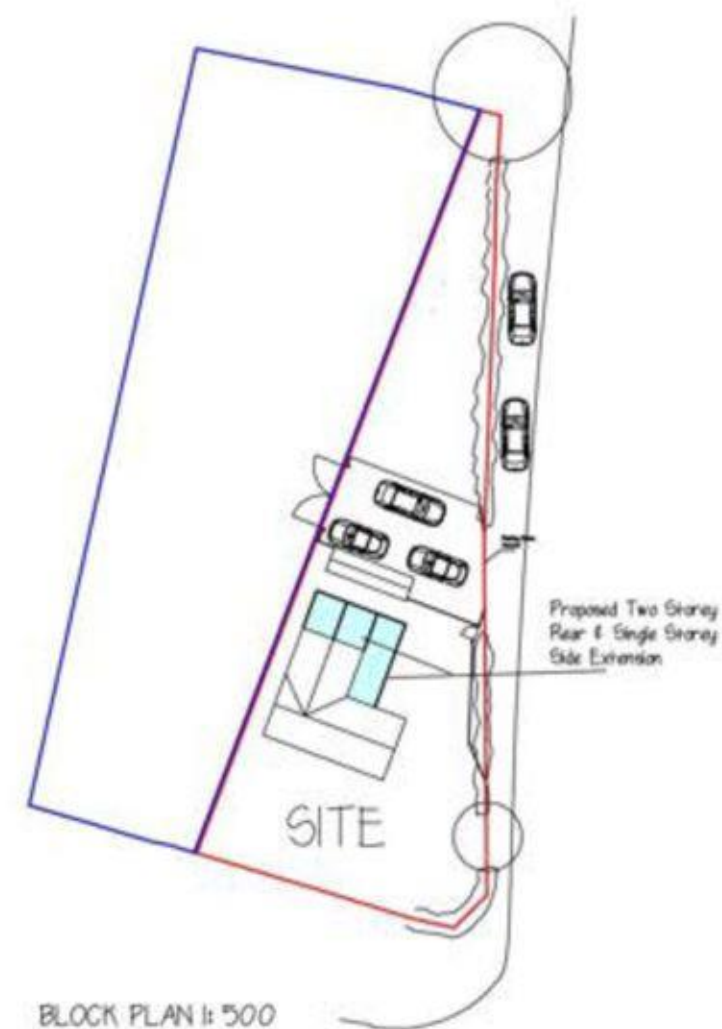 Proposed Two Storey
Rear & Single Storey
Side Extension
SITE
BLOCK PLAN 1: 500